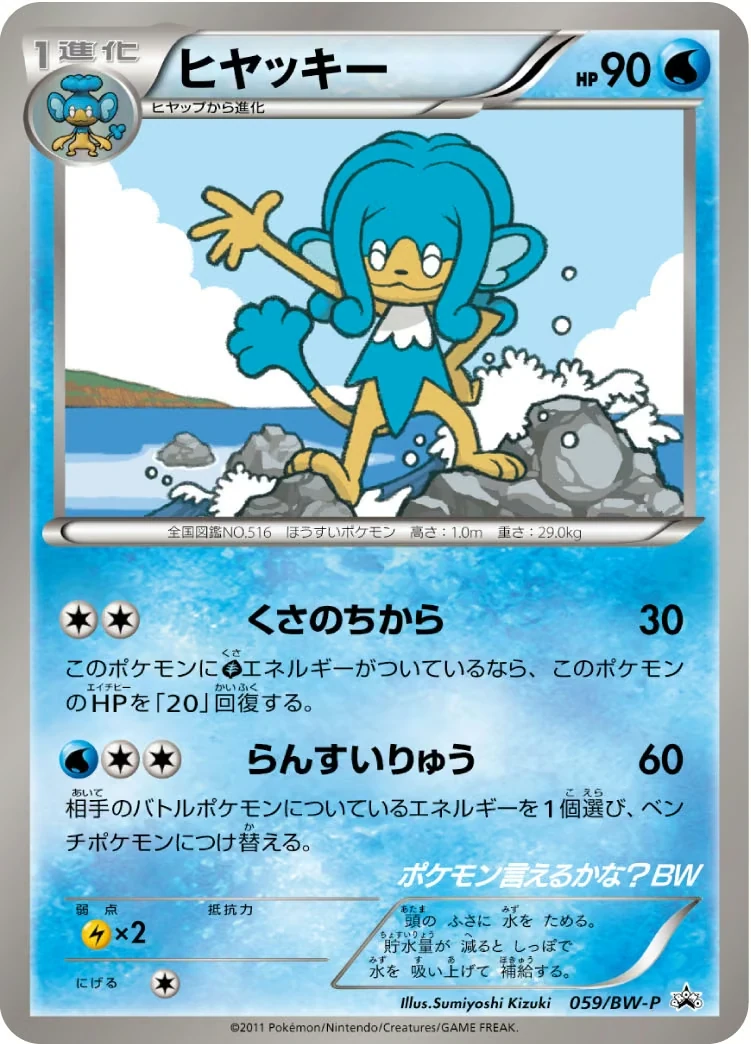 1進化
ヒヤッキー
HP90
ヒヤップから進化
全国図鑑NO.516 ほうすいポケモン 高さ:1.0m 重さ:29.0kg
くさのちから 30
このポケモンにエネルギーがついているなら、このポケモン
のHPを「20」回復する。
らんすいりゅう 60
相手のバトルポケモンについているエネルギーを1個選び、ベン
チポケモンにつけ替える。
ポケモン言えるかな?BW
弱点 抵抗力
×2
にげる
頭の ふさに 水を ためる。
貯水量が 減ると しっぽで
水を 吸い上げて 補給する。
Illus.Sumiyoshi Kizuki 059/BW-P
©2011 Pokémon/Nintendo/Creatures/GAME FREAK.